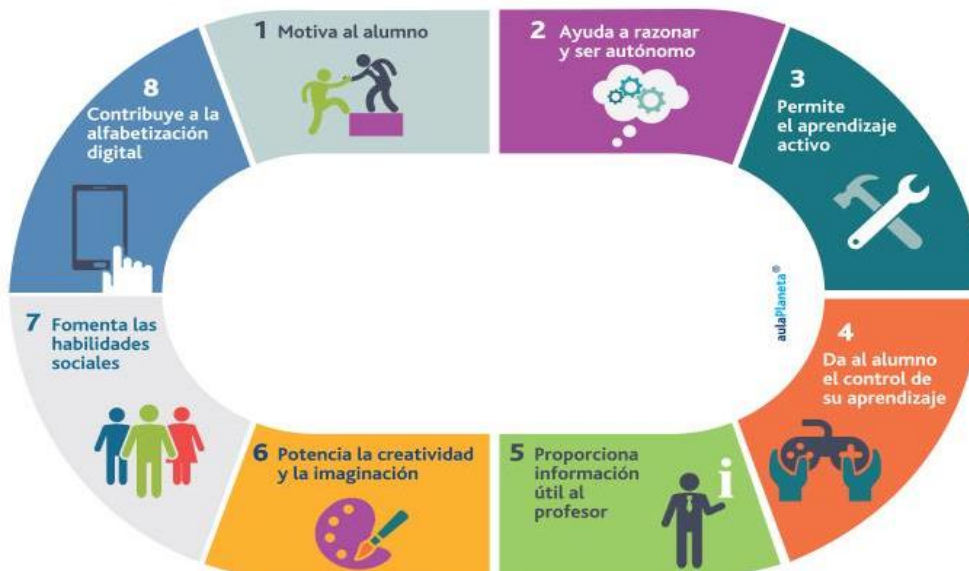 1 Motiva al alumno
2 Ayuda a razonar
y ser autónomo
3
Permite
el aprendizaje
activo
4
Da al alumno
el control de
su aprendizaje
5 Proporciona
información
útil al
profesor
i
6 Potencia la creatividad
y la imaginación
7 Fomenta las
habilidades
sociales
8
Contribuye a la
alfabetización
digital
aulaPlaneta®